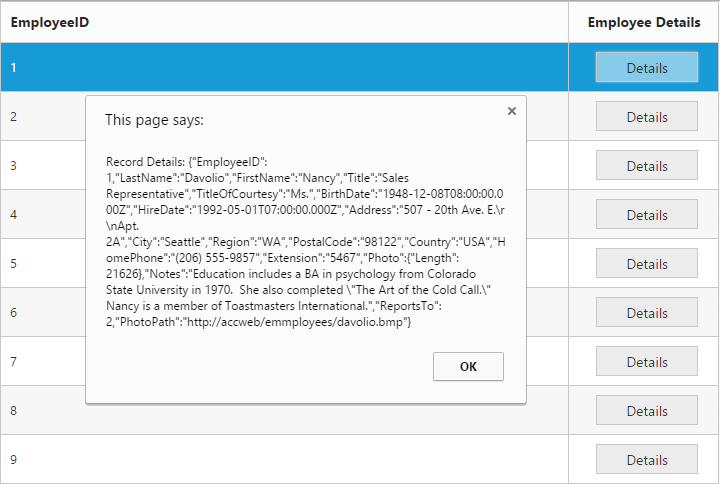 EmployeeID Employee Details
1 Details
2 Details
3 Details
4 Details
5 Details
6 Details
7 Details
8 Details
9 Details
This page says:
×
Record Details: {"EmployeeID":
1,"LastName":"Davolio","FirstName":"Nancy","Title":"Sales
Representative","TitleOfCourtesy":"Ms.","BirthDate":"1948-12-08T08:00:00.0
00Z","HireDate":"1992-05-01T07:00:00.000Z","Address":"507 - 20th Ave. E.\r
\nApt.
2A","City":"Seattle","Region":"WA","PostalCode":"98122","Country":"USA","H
omePhone":"(206) 555-9857","Extension":"5467","Photo":{"Length":
21626},"Notes":"Education includes a BA in psychology from Colorado
State University in 1970.  She also completed \"The Art of the Cold Call.\"
Nancy is a member of Toastmasters International.","ReportsTo":
2,"PhotoPath":"http://accweb/emmployees/davolio.bmp"}
OK